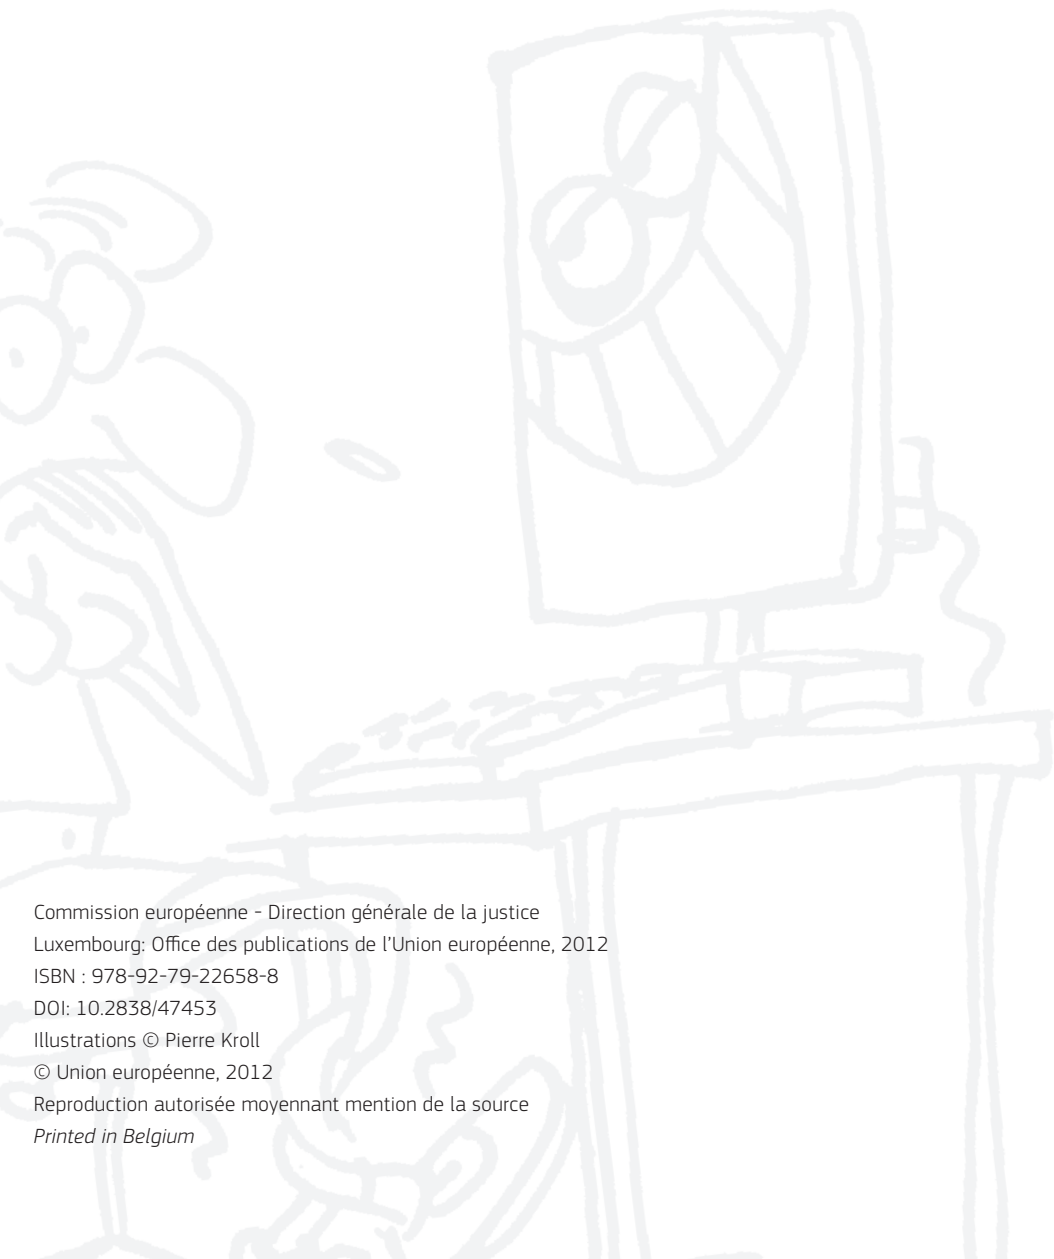 Commission européenne - Direction générale de la justice
Luxembourg: Office des publications de l’Union européenne, 2012
ISBN : 978-92-79-22658-8
DOI: 10.2838/47453
Illustrations © Pierre Kroll
© Union européenne, 2012
Reproduction autorisée moyennant mention de la source
Printed in Belgium